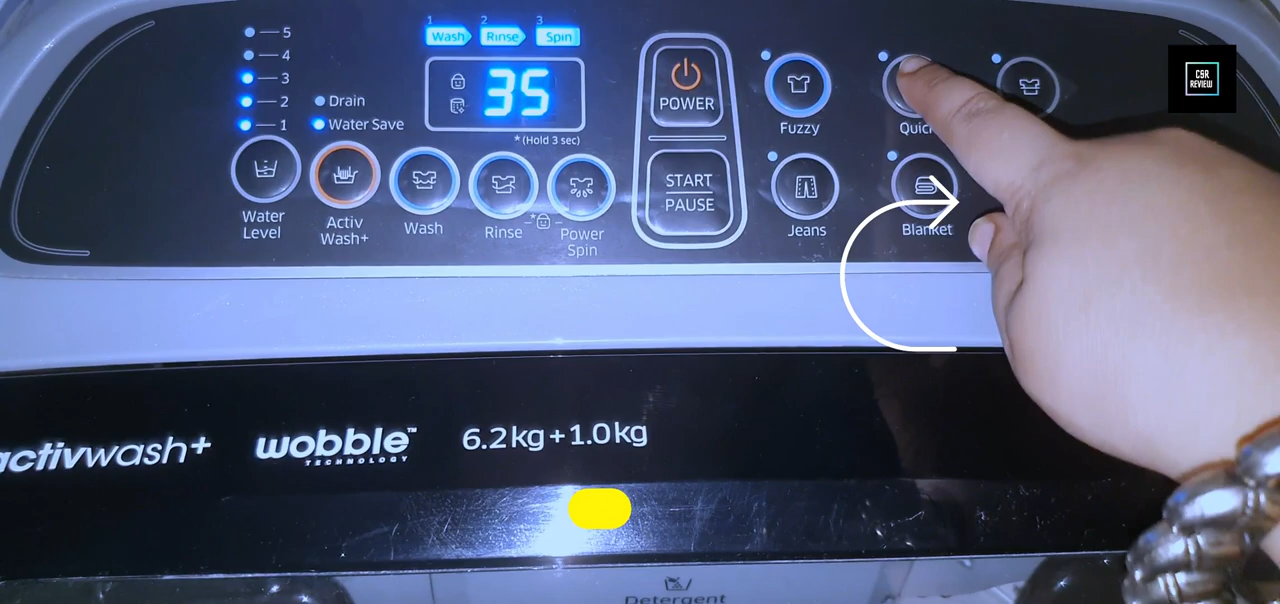 5
4
3
2
1
Drain
Water Save
1 2 3
Wash Rinse Spin
35
*(Hold 3 sec)
Water Level
Activ Wash+
Wash
Rinse
Power Spin
POWER
START
PAUSE
Fuzzy
Jeans
Blanket
CSR
REVIEW
activwash+
wobble™
TECHNOLOGY
6.2kg+1.0kg
Detergent